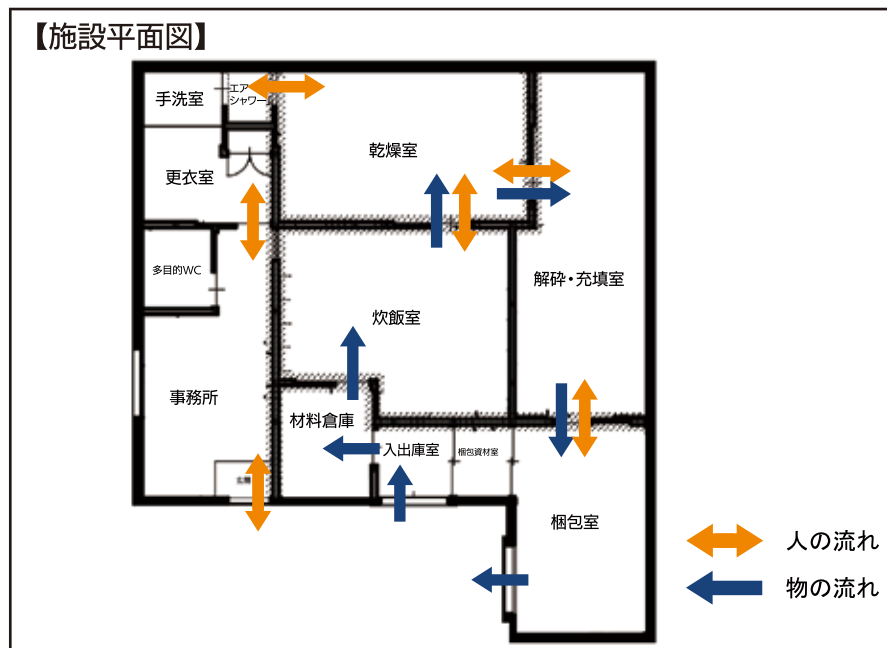 【施設平面図】
手洗室
エア
シャワー
乾燥室
更衣室
多目的WC
解砕・充填室
炊飯室
事務所
材料倉庫
入出庫室
梱包資材室
玄関
梱包室
人の流れ
物の流れ